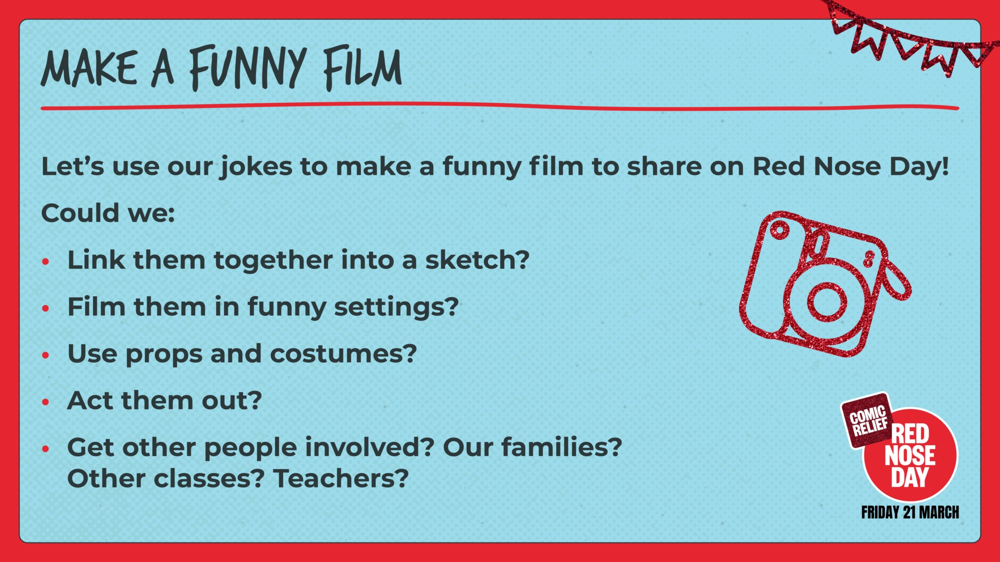 MAKE A FUNNY FILM
Let’s use our jokes to make a funny film to share on Red Nose Day!
Could we:
• Link them together into a sketch?
• Film them in funny settings?
• Use props and costumes?
• Act them out?
• Get other people involved? Our families?
Other classes? Teachers?
COMIC
RELIEF
RED
NOSE
DAY
FRIDAY 21 MARCH